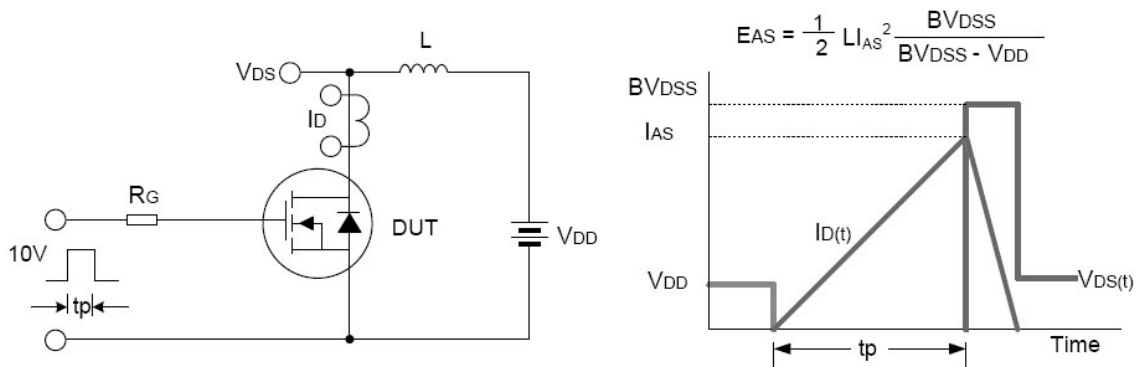 L
VDS
ID
RG
DUT
10V
tp
VDD
EAS = 1/2 LIAS² BVDSS / BVDSS - VDD
BVDSS
IAS
ID(t)
VDD
VDS(t)
tp
Time